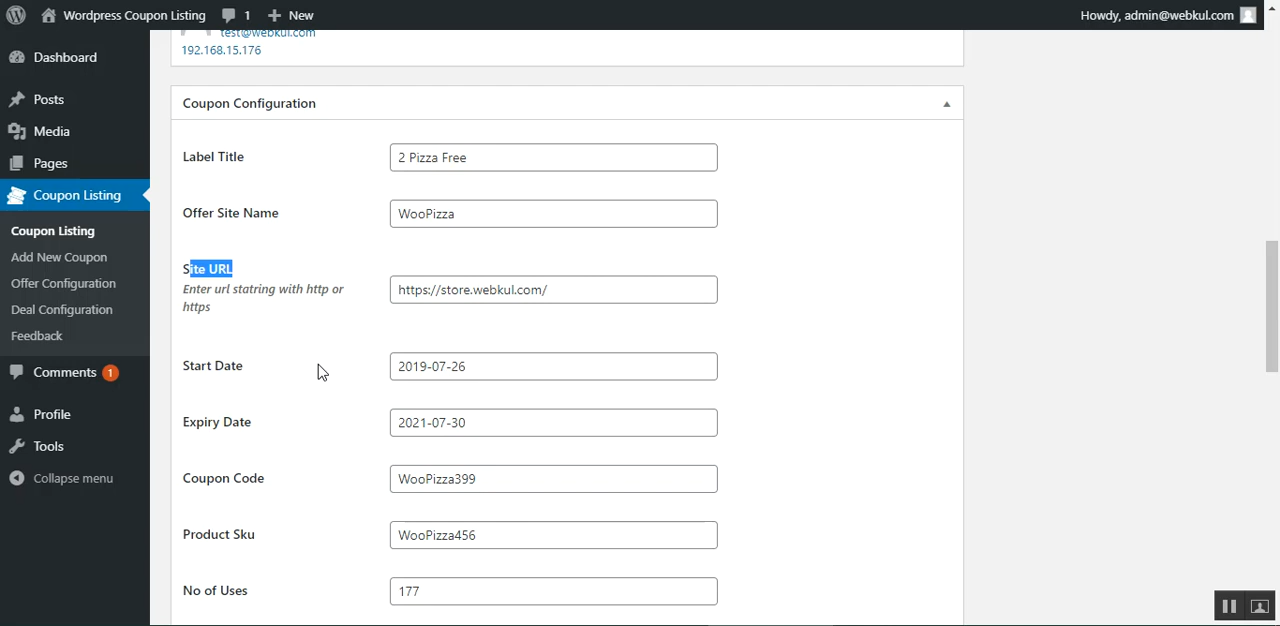 Wordpress Coupon Listing 1 New Howdy, admin@webkul.com
test@webkul.com
192.168.15.176
Dashboard
Posts
Media
Pages
Coupon Listing
Coupon Listing
Add New Coupon
Offer Configuration
Deal Configuration
Feedback
Comments 1
Profile
Tools
Collapse menu
Coupon Configuration
Label Title 2 Pizza Free
Offer Site Name WooPizza
Site URL
Enter url statring with http or
https
https://store.webkul.com/
Start Date 2019-07-26
Expiry Date 2021-07-30
Coupon Code WooPizza399
Product Sku WooPizza456
No of Uses 177